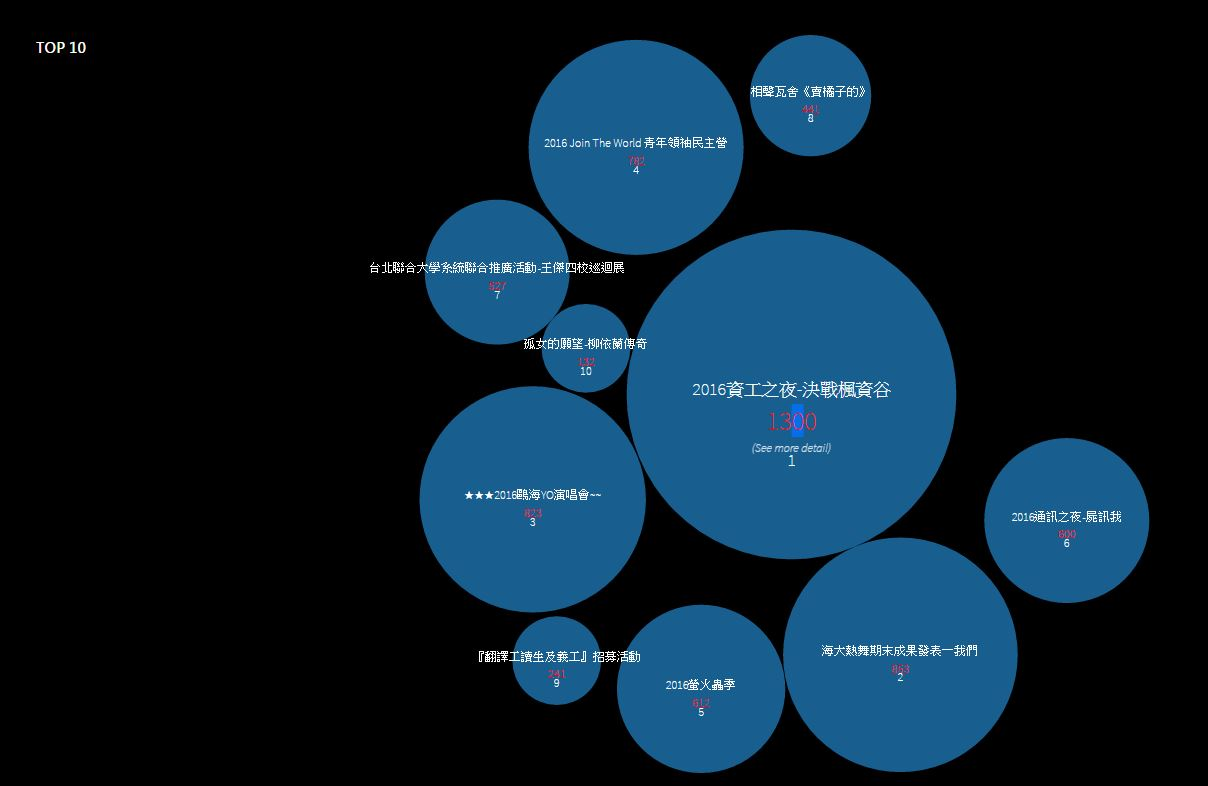 TOP 10
相聲瓦舍《賣橘子的》
441
8
2016 Join The World 青年領袖民主營
782
4
台北聯合大學系統聯合推廣活動-王傑四校巡迴展
527
7
孤女的願望-柳依蘭傳奇
132
10
2016資工之夜-決戰楓資谷
1300
(See more detail)
1
★★★2016鷗海YO演唱會~~
823
3
2016通訊之夜-屍訊我
600
6
海大熱舞期末成果發表一我們
853
2
『翻譯工讀生及義工』招募活動
241
9
2016螢火蟲季
612
5